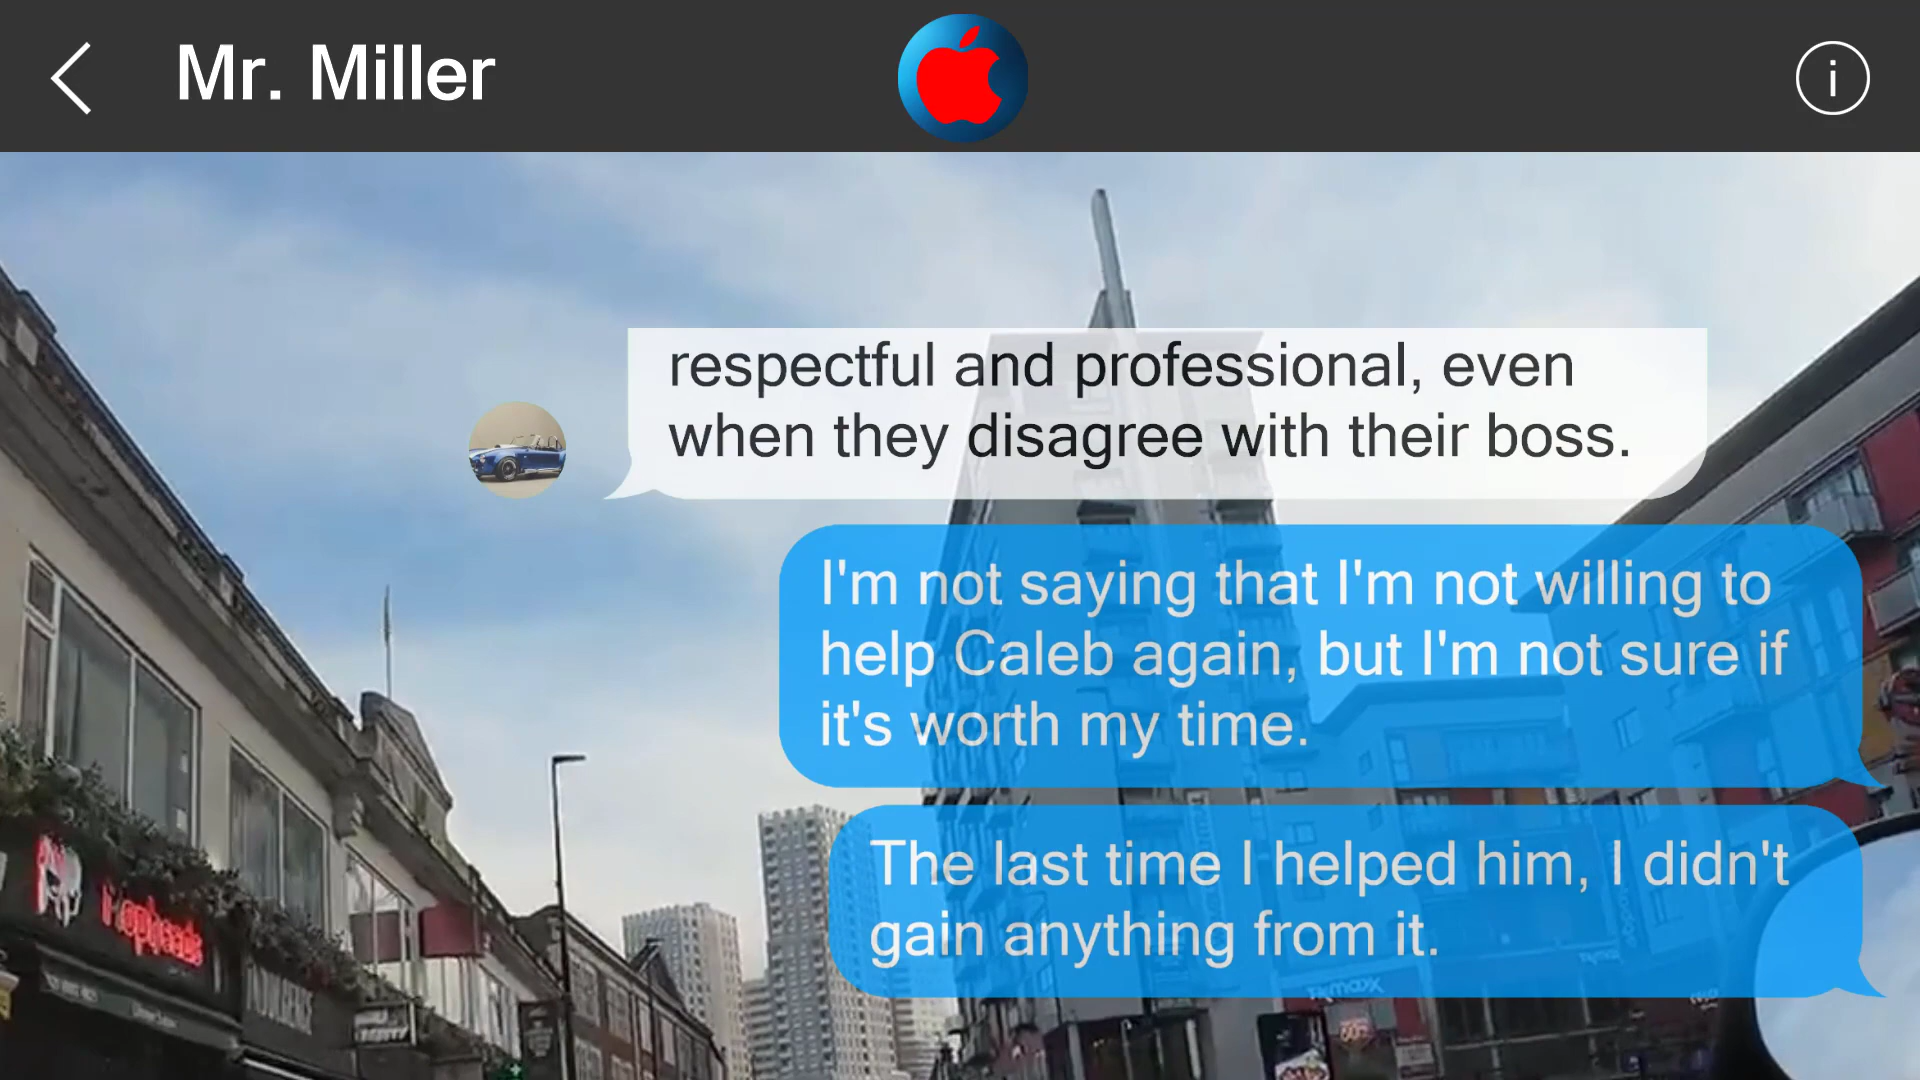 Mr. Miller
i
respectful and professional, even
when they disagree with their boss.
I'm not saying that I'm not willing to
help Caleb again, but I'm not sure if
it's worth my time.
The last time I helped him, I didn't
gain anything from it.
TK maxx